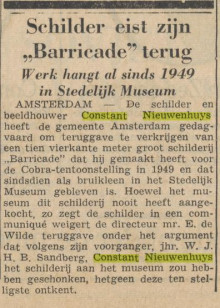 Schilder eist zijn
„Barricade” terug
Werk hangt al sinds 1949
in Stedelijk Museum
AMSTERDAM — De schilder en
beeldhouwer Constant Nieuwenhuys
heeft de gemeente Amsterdam gedag-
vaard om teruggave te verkrijgen van
een tien vierkante meter groot schilderij
„Barricade” dat hij gemaakt heeft voor
de Cobra-tentoonstelling in 1949 en dat
sindsdien als bruikleen in het Stedelijk
Museum gebleven is. Hoewel het mu-
seum dit schilderij nooit heeft aange-
kocht, zo zegt de schilder in een com-
muniqué weigert de directeur mr. E. de
Wilde teruggave onder het argument
dat volgens zijn voorganger, jhr. W. J.
H. B. Sandberg, Constant Nieuwenhuys
het schilderij aan het museum zou heb-
ben geschonken, hetgeen deze ten stel-
ligste ontkent.